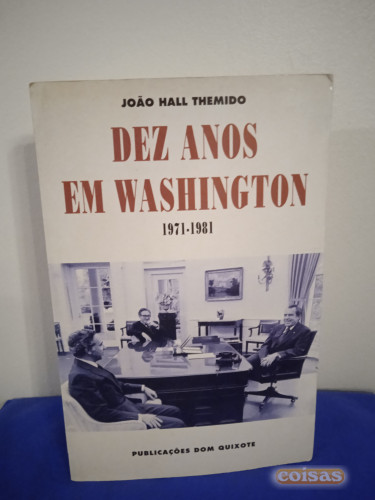 JOÃO HALL THEMIDO
DEZ ANOS
EM WASHINGTON
1971-1981
PUBLICAÇÕES DOM QUIXOTE
coisas